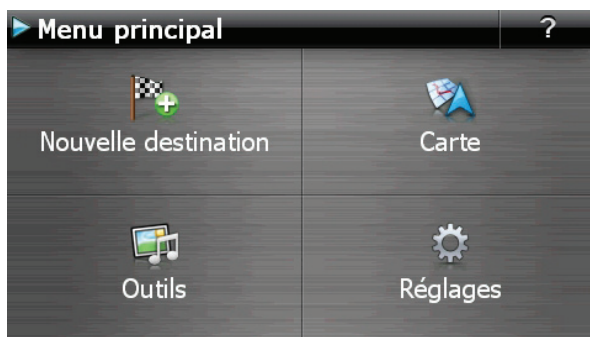 Menu principal ?
Nouvelle destination
Carte
Outils
Réglages